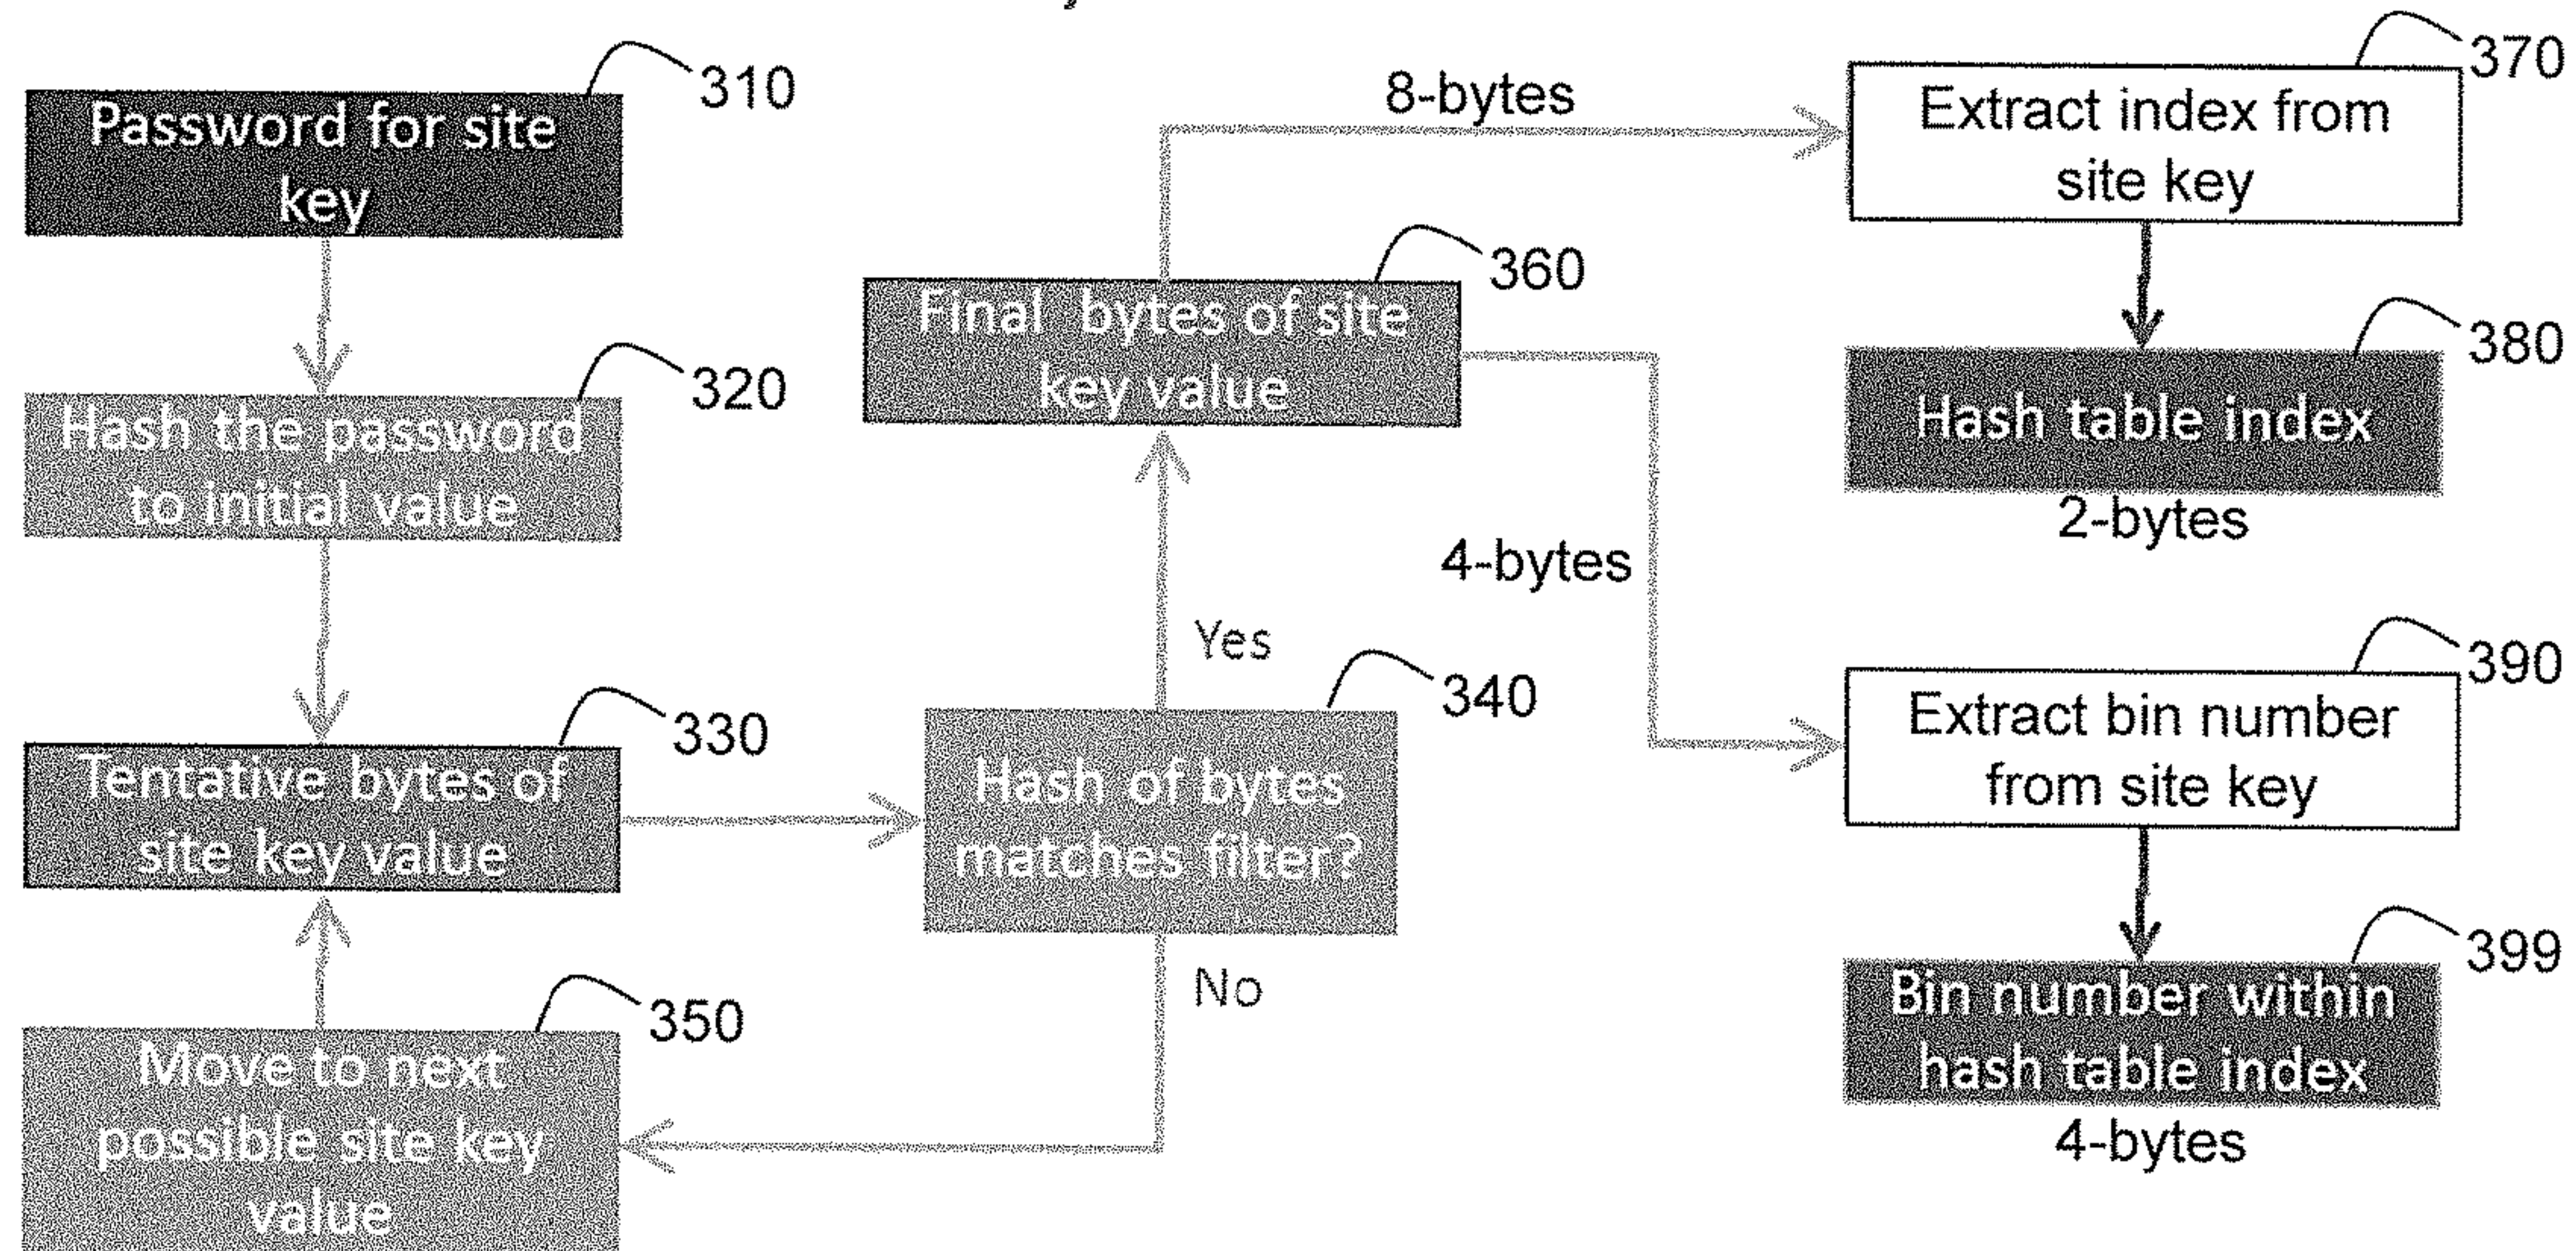 310
Password for site
key
320
Hash the password
to initial value
330
Tentative bytes of
site key value
340
Hash of bytes
matches filter?
Yes
No
350
Move to next
possible site key
value
360
Final bytes of site
key value
8-bytes
4-bytes
370
Extract index from
site key
380
Hash table index
2-bytes
390
Extract bin number
from site key
399
Bin number within
hash table index
4-bytes